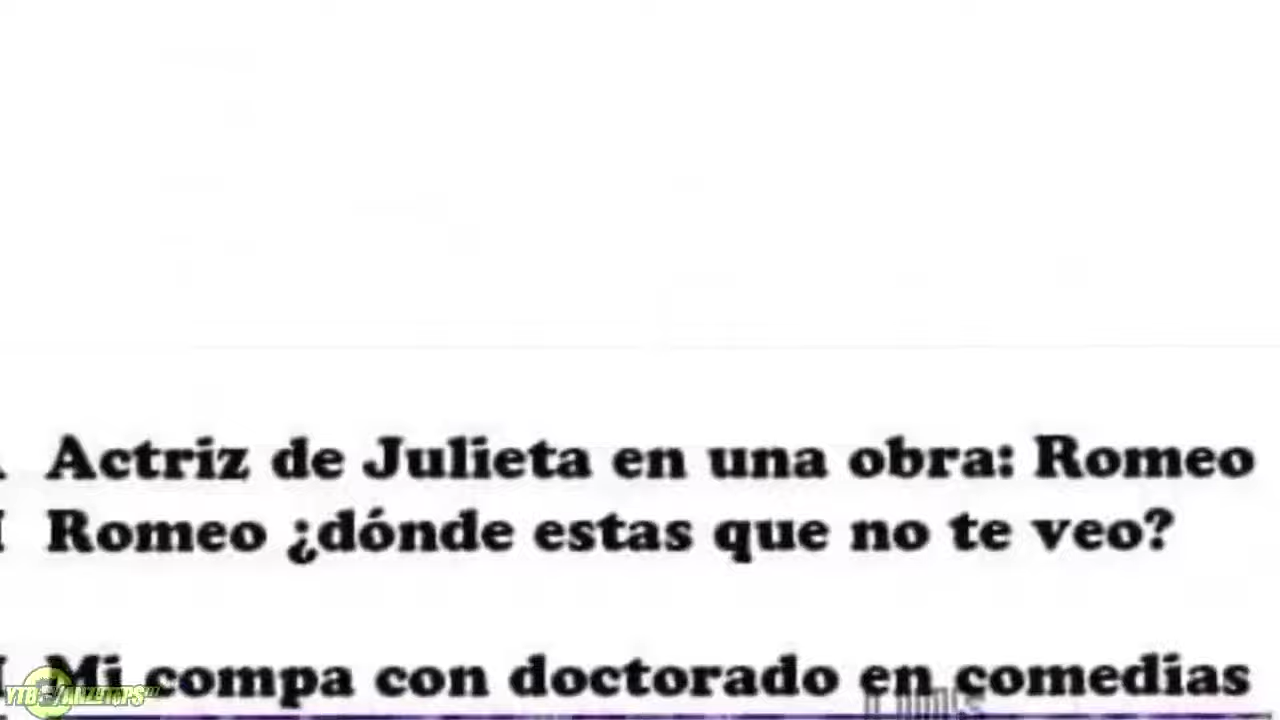 Actriz de Julieta en una obra: Romeo
Romeo ¿dónde estas que no te veo?
Mi compa con doctorado en comedias